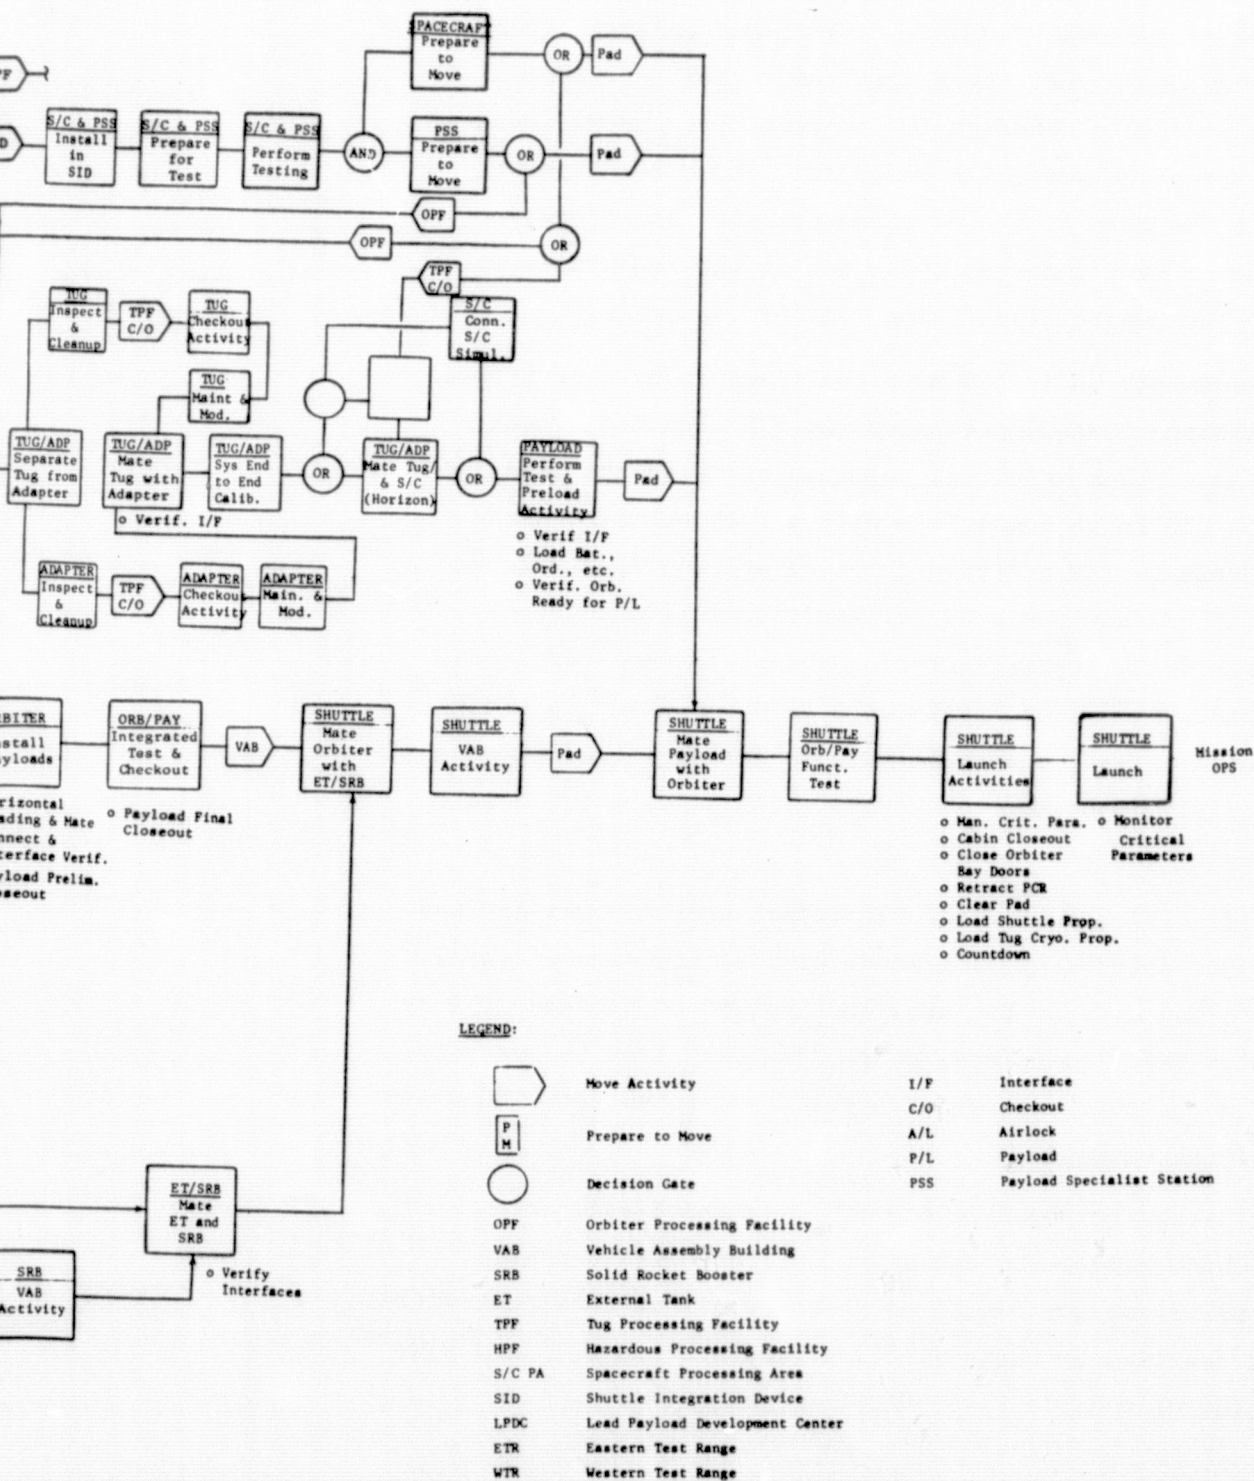 SPACECRAFT
Prepare
to
Move
OR
Pad
S/C & PSS
Install
in
SID
S/C & PSS
Prepare
for
Test
S/C & PSS
Perform
Testing
AND
PSS
Prepare
to
Move
OR
Pad
OPF
OPF
OR
TPF
C/O
TUG
Inspect
&
Cleanup
TPF
C/O
TUG
Checkout
Activity
S/C
Conn.
S/C
Simul.
TUG
Maint &
Mod.
TUG/ADP
Separate
Tug from
Adapter
TUG/ADP
Mate
Tug with
Adapter
o Verif. I/F
TUG/ADP
Sys End
to End
Calib.
OR
TUG/ADP
Mate Tug/
& S/C
(Horizon)
OR
PAYLOAD
Perform
Test &
Preload
Activity
Pad
o Verif I/F
o Load Bat.,
Ord., etc.
o Verif. Orb.
Ready for P/L
ADAPTER
Inspect
&
Cleanup
TPF
C/O
ADAPTER
Checkou
Activity
ADAPTER
Main. &
Mod.
BITER
stall
yloads
rizontal
ding & Mate
nnect &
terface Verif.
yload Prelim.
oseout
ORB/PAY
Integrated
Test &
Checkout
o Payload Final
Closeout
VAB
SHUTTLE
Mate
Orbiter
with
ET/SRB
SHUTTLE
VAB
Activity
Pad
SHUTTLE
Mate
Payload
with
Orbiter
SHUTTLE
Orb/Pay
Funct.
Test
SHUTTLE
Launch
Activities
SHUTTLE
Launch
Mission
OPS
o Man. Crit. Para.
o Cabin Closeout
o Close Orbiter
Bay Doors
o Retract PCR
o Clear Pad
o Load Shuttle Prop.
o Load Tug Cryo. Prop.
o Countdown
o Monitor
Critical
Parameters
ET/SRB
Mate
ET and
SRB
o Verify
Interfaces
SRB
VAB
Activity
LEGEND:
Move Activity
P
M
Prepare to Move
Decision Gate
OPF Orbiter Processing Facility
VAB Vehicle Assembly Building
SRB Solid Rocket Booster
ET External Tank
TPF Tug Processing Facility
HPF Hazardous Processing Facility
S/C PA Spacecraft Processing Area
SID Shuttle Integration Device
LPDC Lead Payload Development Center
ETR Eastern Test Range
WTR Western Test Range
I/F Interface
C/O Checkout
A/L Airlock
P/L Payload
PSS Payload Specialist Station